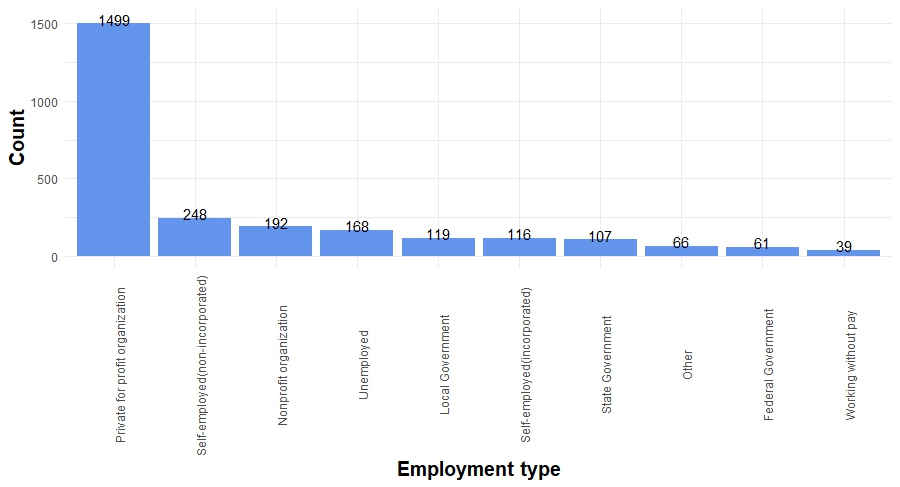 Count
1500
1000
500
0
1499
248
192
168
119
116
107
66
61
39
Private for profit organization
Self-employed(non-incorporated)
Nonprofit organization
Unemployed
Local Government
Self-employed(incorporated)
State Government
Other
Federal Government
Working without pay
Employment type